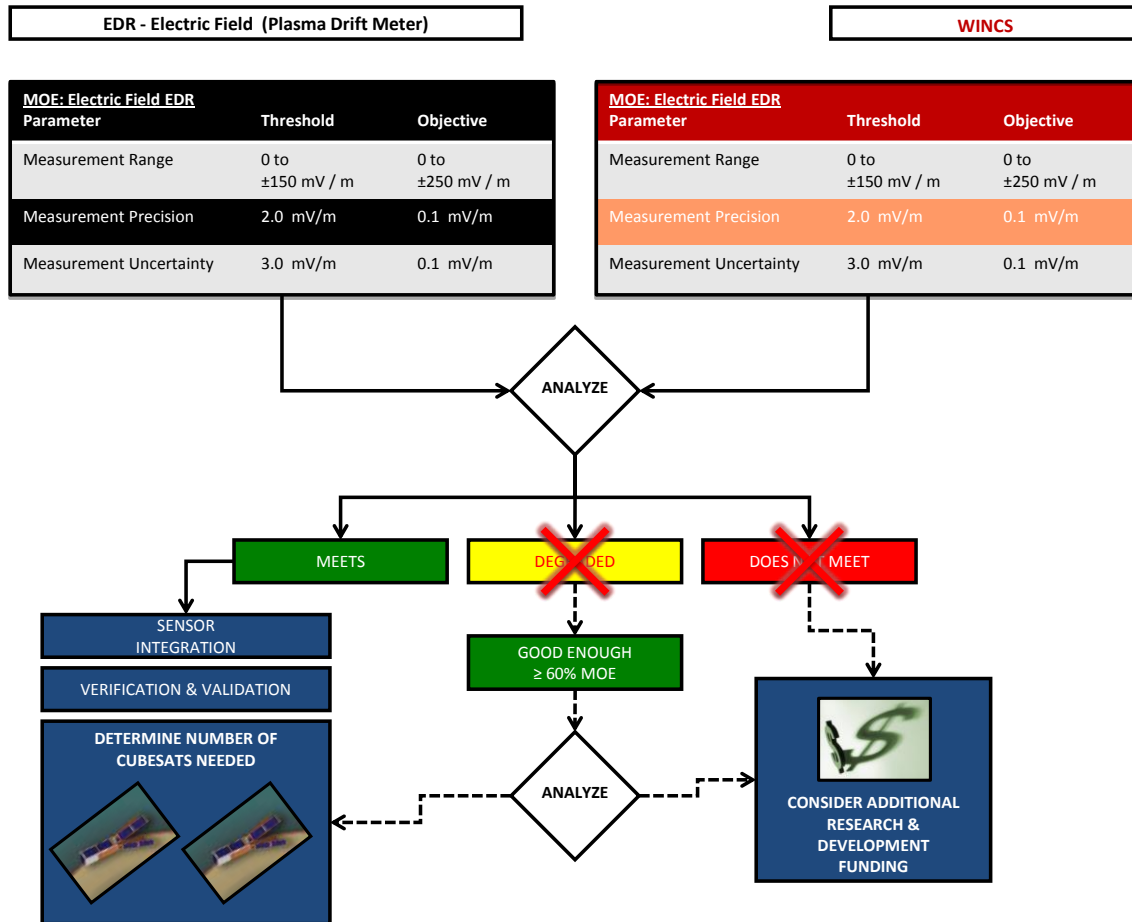 EDR - Electric Field (Plasma Drift Meter)
WINCS
MOE: Electric Field EDR
Parameter Threshold Objective
Measurement Range 0 to 0 to
±150 mV / m ±250 mV / m
Measurement Precision 2.0 mV/m 0.1 mV/m
Measurement Uncertainty 3.0 mV/m 0.1 mV/m
MOE: Electric Field EDR
Parameter Threshold Objective
Measurement Range 0 to 0 to
±150 mV / m ±250 mV / m
Measurement Precision 2.0 mV/m 0.1 mV/m
Measurement Uncertainty 3.0 mV/m 0.1 mV/m
ANALYZE
MEETS
DEGRADED
DOES NOT MEET
SENSOR
INTEGRATION
GOOD ENOUGH
≥ 60% MOE
VERIFICATION & VALIDATION
DETERMINE NUMBER OF
CUBESATS NEEDED
ANALYZE
$ $
CONSIDER ADDITIONAL
RESEARCH &
DEVELOPMENT
FUNDING